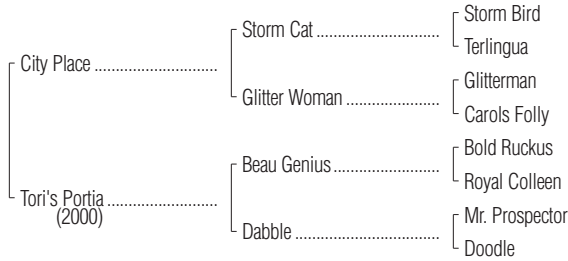 Storm Bird
Storm Cat ................................
Terlingua
City Place ................................
Glitterman
Glitter Woman ........................
Carols Folly
Bold Ruckus
Beau Genius............................
Royal Colleen
Tori's Portia.............................
(2000)
Mr. Prospector
Dabble .....................................
Doodle